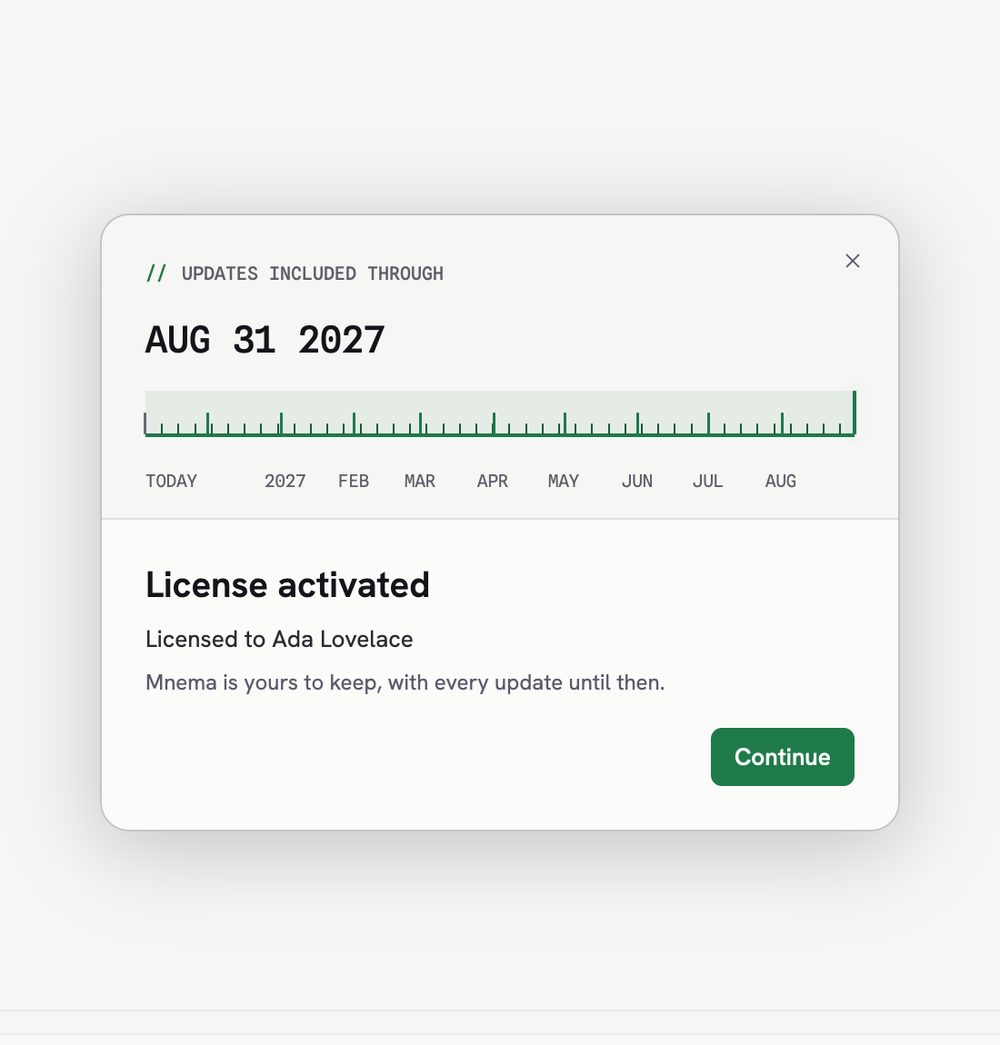 // UPDATES INCLUDED THROUGH
AUG 31 2027
TODAY 2027 FEB MAR APR MAY JUN JUL AUG
License activated
Licensed to Ada Lovelace
Mnema is yours to keep, with every update until then.
Continue